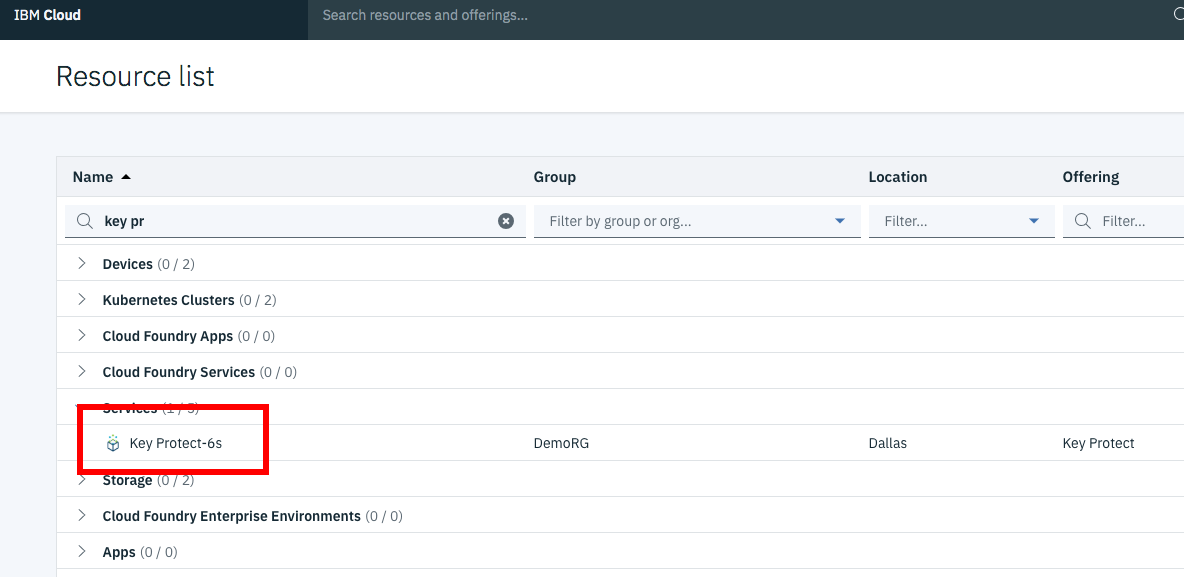 IBM Cloud Search resources and offerings...
Resource list
Name Group Location Offering
key pr Filter by group or org... Filter... Filter...
Devices (0 / 2)
Kubernetes Clusters (0 / 2)
Cloud Foundry Apps (0 / 0)
Cloud Foundry Services (0 / 0)
Services (1 / 5)
Key Protect-6s DemoRG Dallas Key Protect
Storage (0 / 2)
Cloud Foundry Enterprise Environments (0 / 0)
Apps (0 / 0)